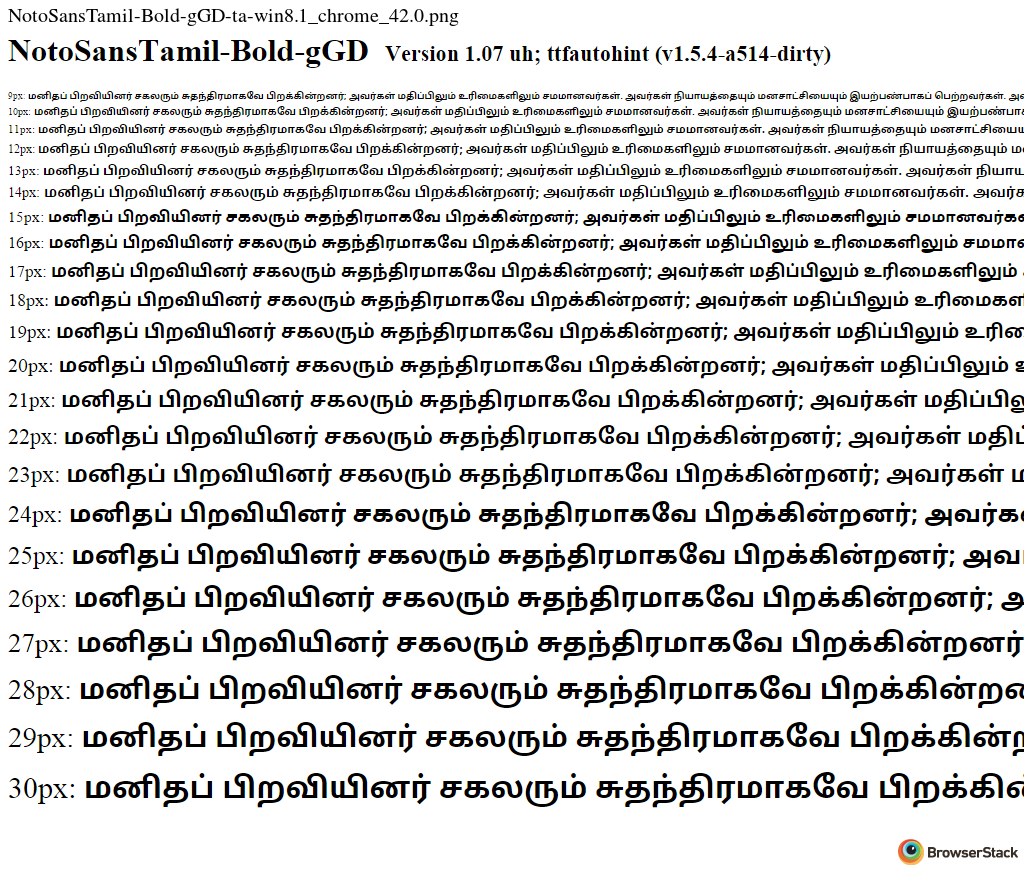 NotoSansTamil-Bold-gGD-ta-win8.1_chrome_42.0.png
NotoSansTamil-Bold-gGD Version 1.07 uh; ttfautohint (v1.5.4-a514-dirty)
9px: மனிதப் பிறவியினர் சகலரும் சுதந்திரமாகவே பிறக்கின்றனர்; அவர்கள் மதிப்பிலும் உரிமைகளிலும் சமமானவர்கள். அவர்கள் நியாயத்தையும் மனசாட்சியையும் இயற்பண்பாகப் பெற்றவர்கள்.
10px: மனிதப் பிறவியினர் சகலரும் சுதந்திரமாகவே பிறக்கின்றனர்; அவர்கள் மதிப்பிலும் உரிமைகளிலும் சமமானவர்கள். அவர்கள் நியாயத்தையும் மனசாட்சியையும்
11px: மனிதப் பிறவியினர் சகலரும் சுதந்திரமாகவே பிறக்கின்றனர்; அவர்கள் மதிப்பிலும் உரிமைகளிலும் சமமானவர்கள். அவர்கள் நியாயத்தையும்
12px: மனிதப் பிறவியினர் சகலரும் சுதந்திரமாகவே பிறக்கின்றனர்; அவர்கள் மதிப்பிலும் உரிமைகளிலும் சமமானவர்கள். அவர்கள் நியாயத்தையும்
13px: மனிதப் பிறவியினர் சகலரும் சுதந்திரமாகவே பிறக்கின்றனர்; அவர்கள் மதிப்பிலும் உரிமைகளிலும் சமமானவர்கள். அவர்கள்
14px: மனிதப் பிறவியினர் சகலரும் சுதந்திரமாகவே பிறக்கின்றனர்; அவர்கள் மதிப்பிலும் உரிமைகளிலும் சமமானவர்கள்.
15px: மனிதப் பிறவியினர் சகலரும் சுதந்திரமாகவே பிறக்கின்றனர்; அவர்கள் மதிப்பிலும் உரிமைகளிலும்
16px: மனிதப் பிறவியினர் சகலரும் சுதந்திரமாகவே பிறக்கின்றனர்; அவர்கள் மதிப்பிலும் உரிமைகளிலும்
17px: மனிதப் பிறவியினர் சகலரும் சுதந்திரமாகவே பிறக்கின்றனர்; அவர்கள் மதிப்பிலும் உரிமைகளிலும்
18px: மனிதப் பிறவியினர் சகலரும் சுதந்திரமாகவே பிறக்கின்றனர்; அவர்கள் மதிப்பிலும்
19px: மனிதப் பிறவியினர் சகலரும் சுதந்திரமாகவே பிறக்கின்றனர்; அவர்கள் மதிப்பிலும்
20px: மனிதப் பிறவியினர் சகலரும் சுதந்திரமாகவே பிறக்கின்றனர்; அவர்கள் மதிப்பிலும்
21px: மனிதப் பிறவியினர் சகலரும் சுதந்திரமாகவே பிறக்கின்றனர்; அவர்கள்
22px: மனிதப் பிறவியினர் சகலரும் சுதந்திரமாகவே பிறக்கின்றனர்; அவர்கள்
23px: மனிதப் பிறவியினர் சகலரும் சுதந்திரமாகவே பிறக்கின்றனர்; அவர்கள்
24px: மனிதப் பிறவியினர் சகலரும் சுதந்திரமாகவே பிறக்கின்றனர்;
25px: மனிதப் பிறவியினர் சகலரும் சுதந்திரமாகவே பிறக்கின்றனர்;
26px: மனிதப் பிறவியினர் சகலரும் சுதந்திரமாகவே பிறக்கின்றனர்;
27px: மனிதப் பிறவியினர் சகலரும் சுதந்திரமாகவே பிறக்கின்றனர்
28px: மனிதப் பிறவியினர் சகலரும் சுதந்திரமாகவே
29px: மனிதப் பிறவியினர் சகலரும் சுதந்திரமாகவே
30px: மனிதப் பிறவியினர் சகலரும் சுதந்திரமாகவே
BrowserStack